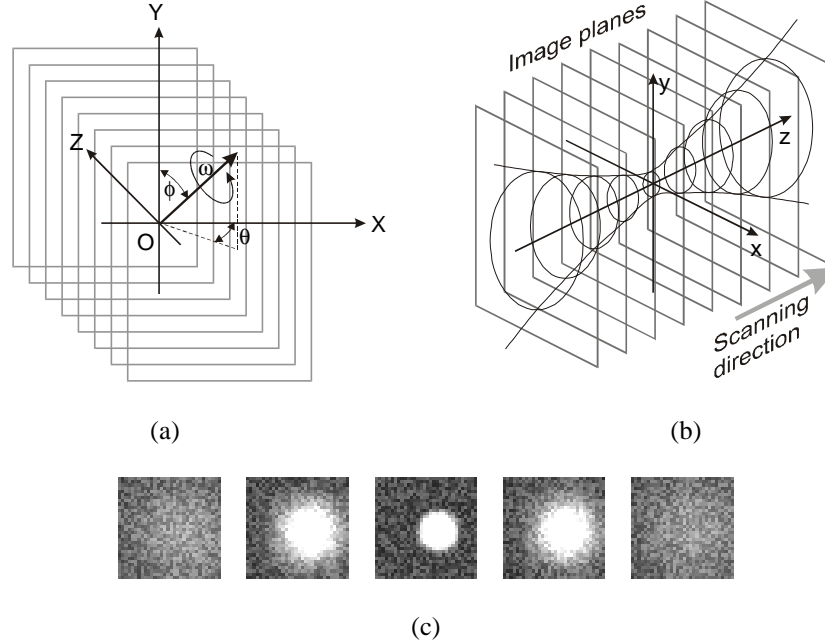 Y
Z
ϕ
ω
X
O
θ
(a)
Image planes
y
z
x
Scanning
direction
(b)
(c)